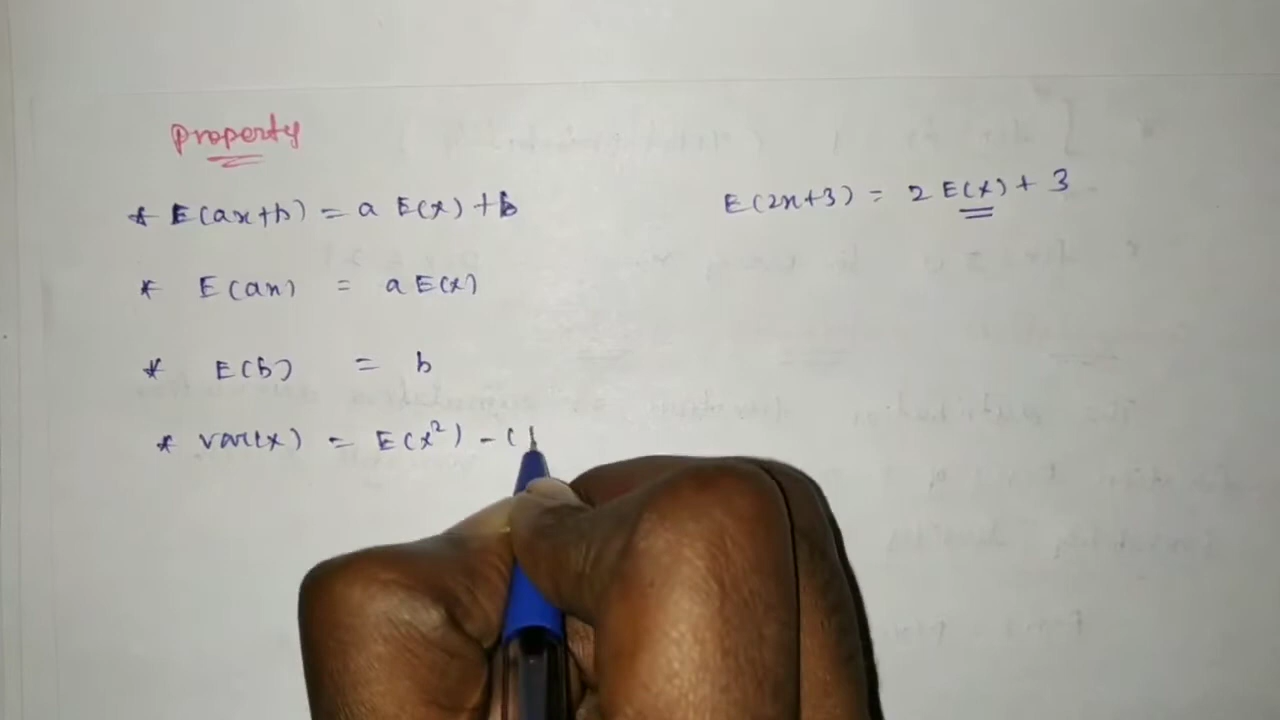 Property
* E(ax+b) = a E(x) + b
E(2x+3) = 2 E(x) + 3
* E(ax) = a E(x)
* E(b) = b
* var(x) = E(x²) - (